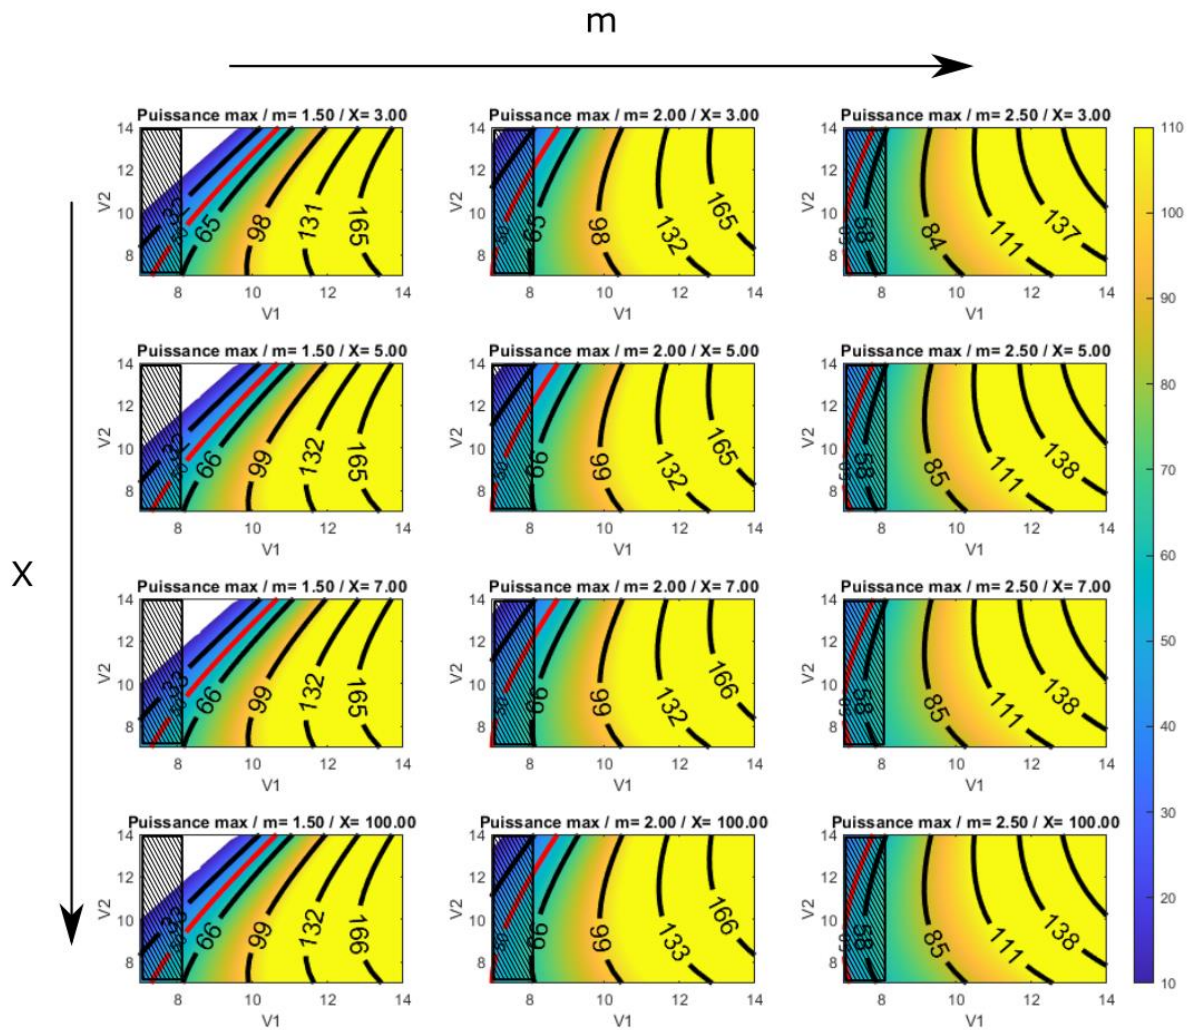 m
Puissance max / m= 1.50 / X= 3.00
Puissance max / m= 2.00 / X= 3.00
Puissance max / m= 2.50 / X= 3.00
14 14 14 110
12 12 12
V2 10 V2 10 V2 10 100
8 8 8
32 65 98 131 165
65 98 132 165
58 84 111 137
8 10 12 14 8 10 12 14 8 10 12 14
V1 V1 V1
90
Puissance max / m= 1.50 / X= 5.00
Puissance max / m= 2.00 / X= 5.00
Puissance max / m= 2.50 / X= 5.00
14 14 14
12 12 12 80
V2 10 V2 10 V2 10
8 8 8 70
32 66 99 132 165
66 99 132 165
58 85 111 138
8 10 12 14 8 10 12 14 8 10 12 14
V1 V1 V1
60
X
Puissance max / m= 1.50 / X= 7.00
Puissance max / m= 2.00 / X= 7.00
Puissance max / m= 2.50 / X= 7.00
14 14 14
12 12 12 50
V2 10 V2 10 V2 10
8 8 8 40
33 66 99 132 165
66 99 132 166
58 85 111 138
8 10 12 14 8 10 12 14 8 10 12 14
V1 V1 V1
30
Puissance max / m= 1.50 / X= 100.00
Puissance max / m= 2.00 / X= 100.00
Puissance max / m= 2.50 / X= 100.00
14 14 14
12 12 12 20
V2 10 V2 10 V2 10
8 8 8 10
33 66 99 132 166
66 99 133 166
58 85 111 138
8 10 12 14 8 10 12 14 8 10 12 14
V1 V1 V1